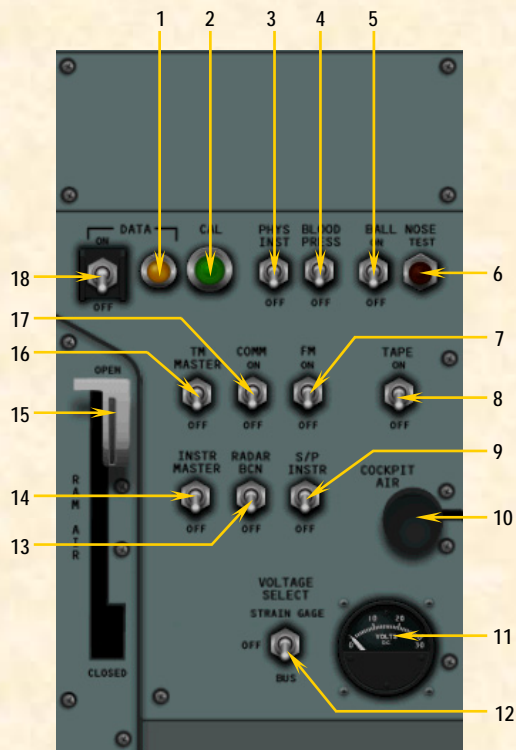 1 2 3 4 5
DATA CAL PHYS INST BLOOD PRESS BALL NOSE
ON ON TEST
18 6
OFF OFF OFF OFF
17
16 TM MASTER COMM FM TAPE 7
ON ON ON
OPEN
15 OFF OFF OFF OFF 8
INSTR MASTER RADAR BCN S/P INSTR 9
COCKPIT AIR
14
RAM AIR
13 OFF OFF OFF 10
VOLTAGE SELECT
STRAIN GAGE
10 20
OFF VOLTS 11
DC
0 30
BUS
CLOSED
12